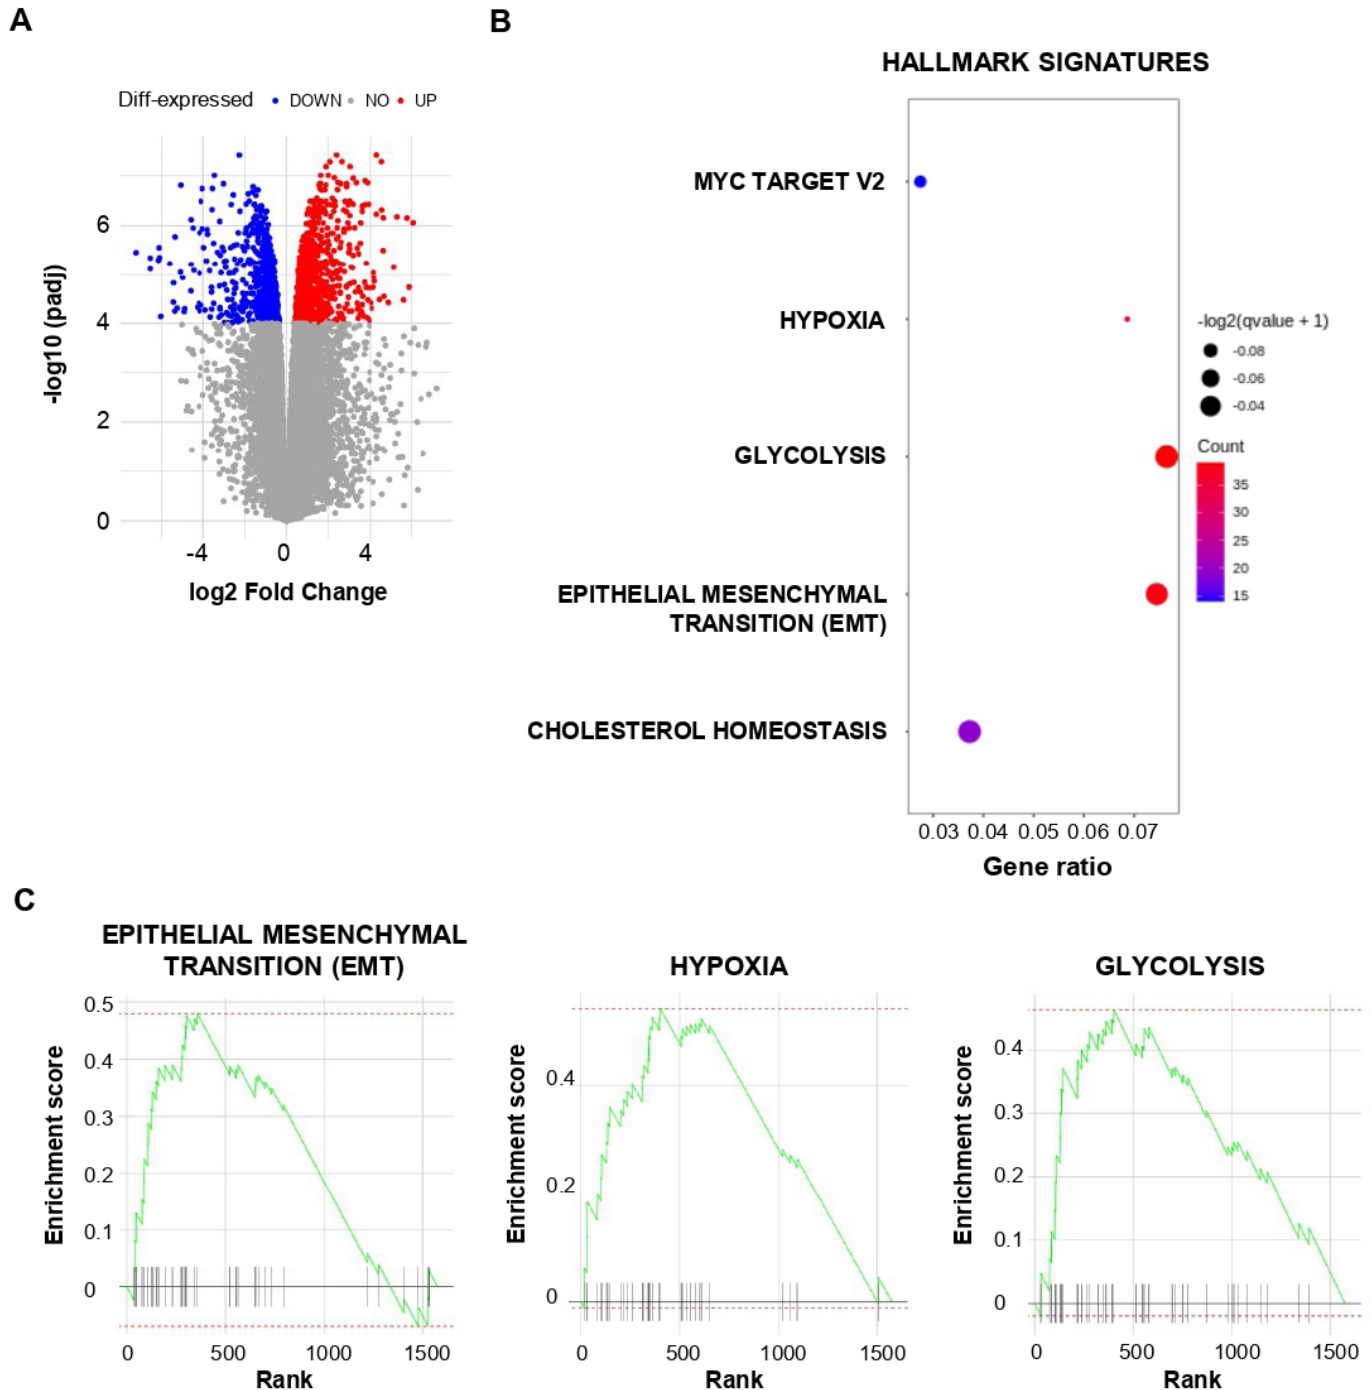 A
B
HALLMARK SIGNATURES
Diff-expressed DOWN NO UP
-log10 (padj)
6
4
2
0
-4 0 4
log2 Fold Change
MYC TARGET V2
HYPOXIA
GLYCOLYSIS
EPITHELIAL MESENCHYMAL
TRANSITION (EMT)
CHOLESTEROL HOMEOSTASIS
0.03 0.04 0.05 0.06 0.07
Gene ratio
-log2(qvalue + 1)
-0.08
-0.06
-0.04
Count
35
30
25
20
15
C
EPITHELIAL MESENCHYMAL
TRANSITION (EMT)
Enrichment score
0.5
0.4
0.3
0.2
0.1
0
0 500 1000 1500
Rank
HYPOXIA
Enrichment score
0.4
0.2
0
0 500 1000 1500
Rank
GLYCOLYSIS
Enrichment score
0.4
0.3
0.2
0.1
0
0 500 1000 1500
Rank